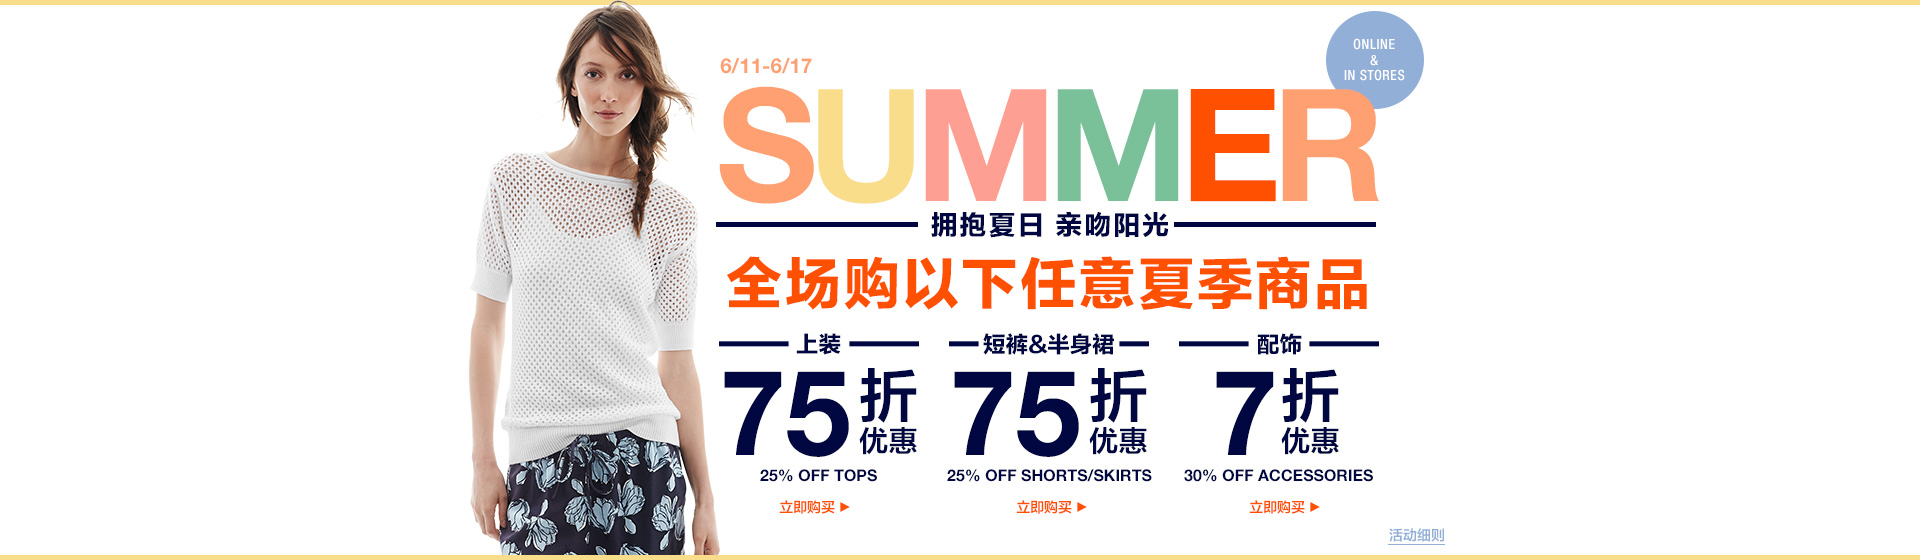 6/11-6/17
ONLINE
&
IN STORES
SUMMER
拥抱夏日 亲吻阳光
全场购以下任意夏季商品
上装
75折
优惠
25% OFF TOPS
立即购买
短裤&半身裙
75折
优惠
25% OFF SHORTS/SKIRTS
立即购买
配饰
7折
优惠
30% OFF ACCESSORIES
立即购买
活动细则